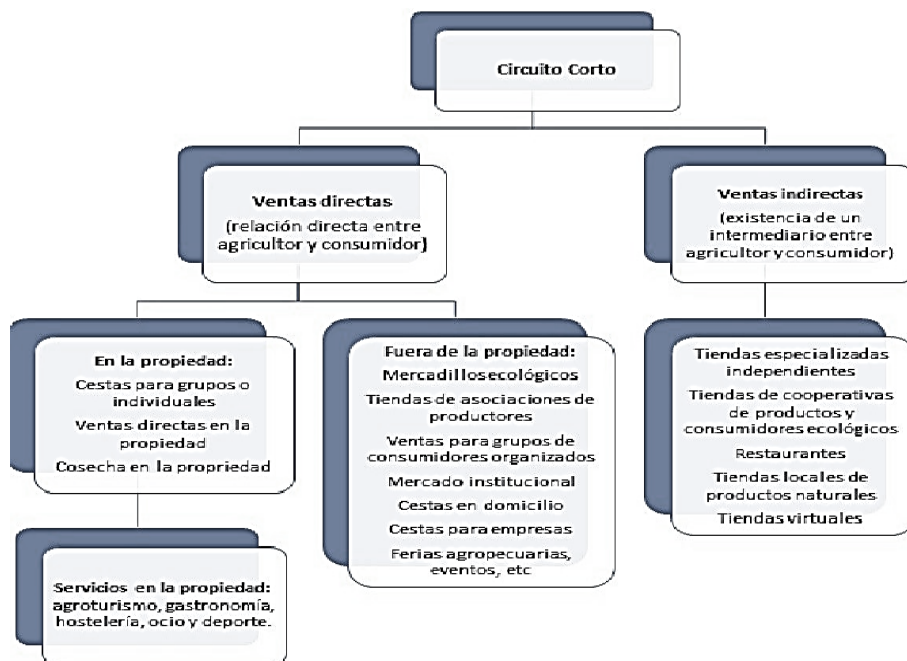 Circuito Corto
Ventas directas
(relación directa entre
agricultor y consumidor)
Ventas indirectas
(existencia de un
intermediario entre
agricultor y consumidor)
En la propiedad:
Cestas para grupos o
individuales
Ventas directas en la
propiedad
Cosecha en la propriedad
Servicios en la propiedad:
agroturismo, gastronomía,
hostelería, ocio y deporte.
Fuera de la propiedad:
Mercadillos ecológicos
Tiendas de asociaciones de
productores
Ventas para grupos de
consumidores organizados
Mercado institucional
Cestas en domicilio
Cestas para empresas
Ferias agropecuarias,
eventos, etc
Tiendas especializadas
independientes
Tiendas de cooperativas
de productos y
consumidores ecológicos
Restaurantes
Tiendas locales de
productos naturales
Tiendas virtuales